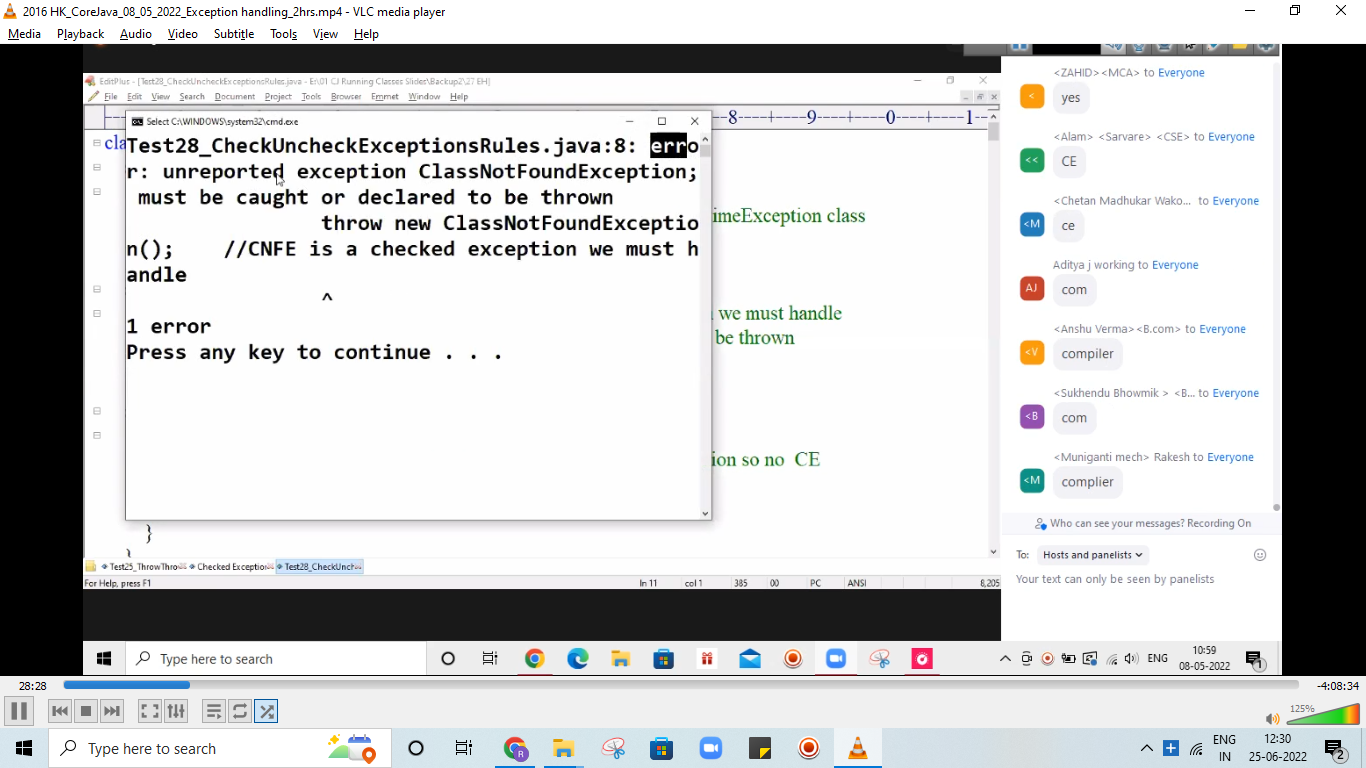 2016 HK_CoreJava_08_05_2022_Exception handling_2hrs.mp4 - VLC media player
Media Playback Audio Video Subtitle Tools View Help
EditPlus - [Test28_CheckUncheckExceptionsRules.java - E:\01 CJ Running Classes Slides\Backup2\27 EH]
File Edit View Search Document Project Tools Browser Emmet Window Help
-8----+----9----+----0----+----1-
Select C:\WINDOWS\system32\cmd.exe
cla
Test28_CheckUncheckExceptionsRules.java:8: erro
r: unreported exception ClassNotFoundException;
must be caught or declared to be thrown
throw new ClassNotFoundExceptio
n(); //CNFE is a checked exception we must h
andle
^
1 error
Press any key to continue . . .
imeException class
we must handle
be thrown
ion so no CE
}
}
Test25_ThrowThro Checked Exception Test28_CheckUnch
For Help, press F1 ln 11 col 1 385 00 PC ANSI 8,205
<ZAHID><MCA> to Everyone
<
yes
<Alam> <Sarvare> <CSE> to Everyone
<<
CE
<Chetan Madhukar Wako... to Everyone
<M
ce
Aditya j working to Everyone
AJ
com
<Anshu Verma><B.com> to Everyone
<V
compiler
<Sukhendu Bhowmik > <B... to Everyone
<B
com
<Muniganti mech> Rakesh to Everyone
<M
complier
Who can see your messages? Recording On
To: Hosts and panelists
Your text can only be seen by panelists
Type here to search
ENG
10:59
08-05-2022
1
28:28
-4:08:34
125%
Type here to search
R
ENG
IN
12:30
25-06-2022
2